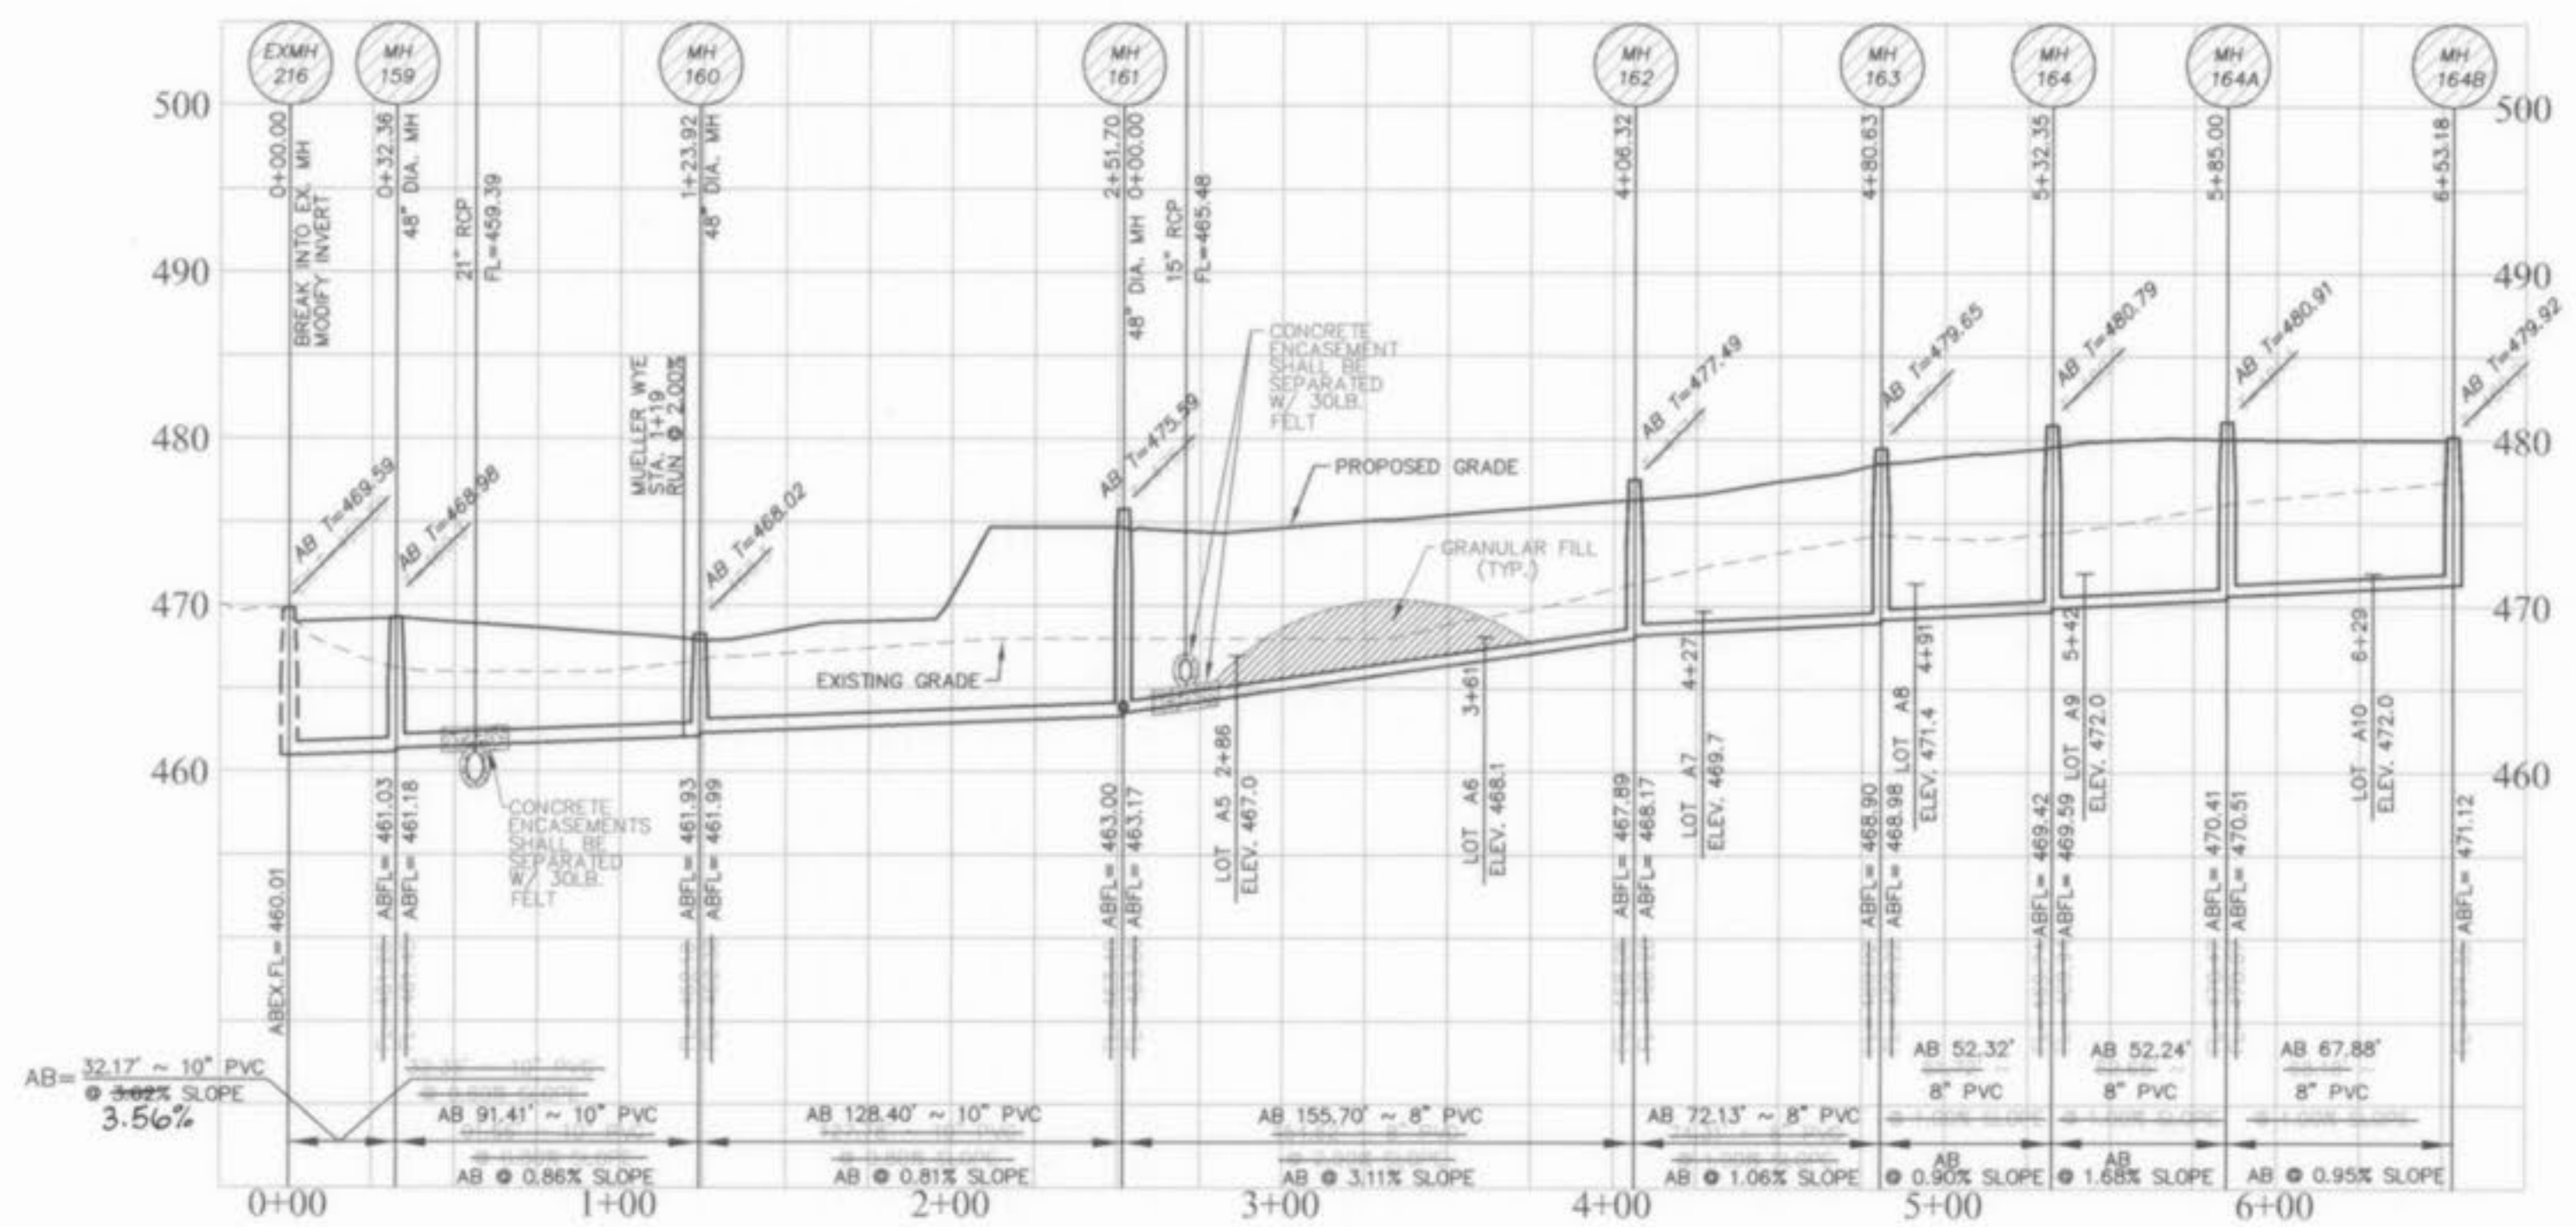 EXMH
216
MH
159
MH
160
MH
161
MH
162
MH
163
MH
164
MH
164A
MH
164B
500
500
490
490
480
480
470
470
460
460
0+00.00
BREAK INTO EX. MH
MODIFY INVERT
0+32.36
48" DIA. MH
21" RCP
FL=459.39
1+23.92
48" DIA. MH
2+51.70
48" DIA. MH 0+00.00
15" RCP
FL=465.48
4+06.32
4+80.63
5+32.35
5+85.00
6+53.18
MUELLER WYE
STA. 1+19
RUN @ 2.00%
AB T=469.59
AB T=468.98
AB T=468.02
AB T=475.59
AB T=477.49
AB T=479.65
AB T=480.79
AB T=480.91
AB T=479.92
CONCRETE
ENCASEMENT
SHALL BE
SEPARATED
W/ 30LB.
FELT
PROPOSED GRADE
GRANULAR FILL
(TYP.)
EXISTING GRADE
CONCRETE
ENCASEMENTS
SHALL BE
SEPARATED
W/ 30LB.
FELT
LOT A5 2+86
ELEV. 467.0
LOT A6 3+61
ELEV. 468.1
LOT A7 4+27
ELEV. 469.7
LOT A8 4+91
ELEV. 471.4
LOT A9 5+42
ELEV. 472.0
LOT A10 6+29
ELEV. 472.0
ABEX.FL= 460.01
ABFL= 461.03
ABFL= 461.18
ABFL= 461.93
ABFL= 461.99
ABFL= 463.00
ABFL= 463.17
ABFL= 467.89
ABFL= 468.17
ABFL= 468.90
ABFL= 468.98
ABFL= 469.42
ABFL= 469.59
ABFL= 470.41
ABFL= 470.51
ABFL= 471.12
AB= 32.17' ~ 10" PVC
@ 3.02% SLOPE
3.56%
AB 91.41' ~ 10" PVC
AB @ 0.86% SLOPE
AB 128.40' ~ 10" PVC
@ 0.80% SLOPE
AB @ 0.81% SLOPE
AB 155.70' ~ 8" PVC
AB @ 3.11% SLOPE
AB 72.13' ~ 8" PVC
@ 1.00% SLOPE
AB @ 1.06% SLOPE
AB 52.32'
8" PVC
@ 1.00% SLOPE
AB
@ 0.90% SLOPE
AB 52.24'
8" PVC
@ 1.00% SLOPE
AB
@ 1.68% SLOPE
AB 67.88'
8" PVC
@ 1.00% SLOPE
AB @ 0.95% SLOPE
0+00
1+00
2+00
3+00
4+00
5+00
6+00